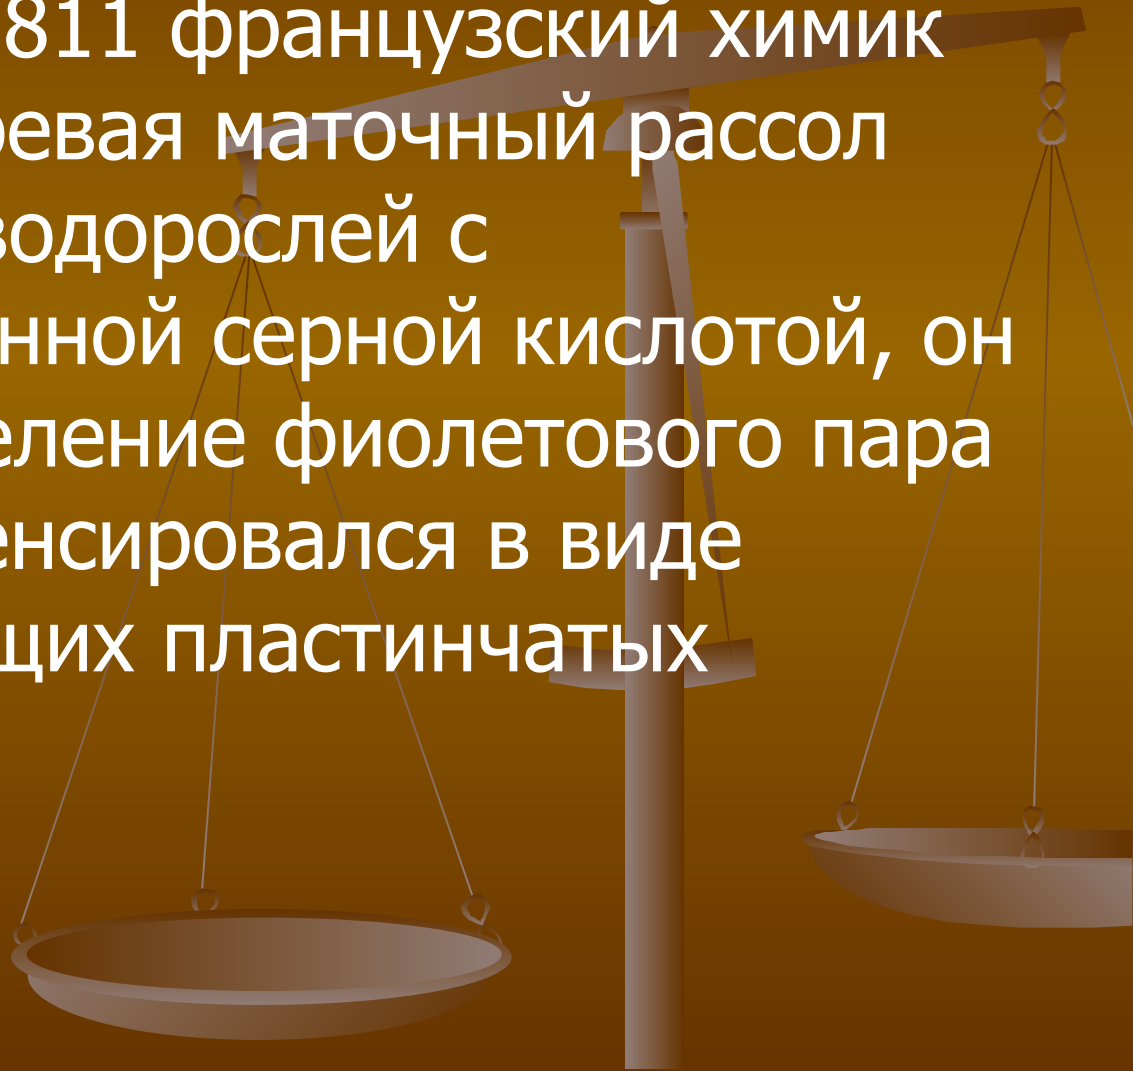 811 французский химик
ревая маточный рассол
водорослей с
нной серной кислотой, он
еление фиолетового пара
енсировался в виде
щих пластинчатых